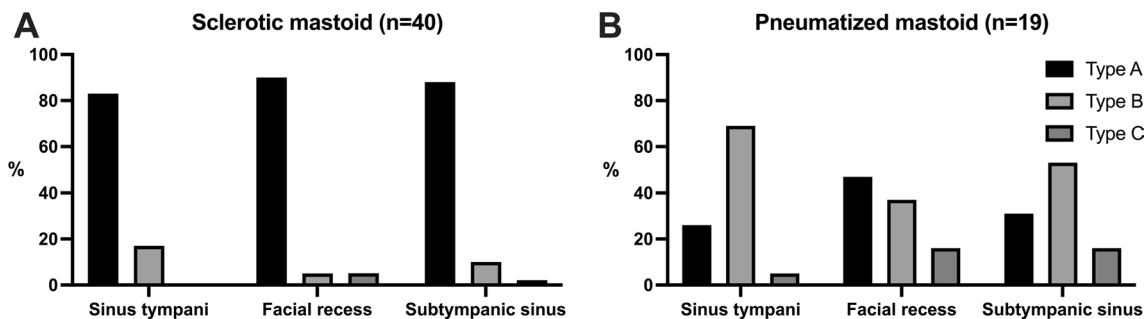 A
Sclerotic mastoid (n=40)
100
80
60
%
40
20
0
Sinus tympani
Facial recess
Subtympanic sinus
B
Pneumatized mastoid (n=19)
100
80
60
%
40
20
0
Sinus tympani
Facial recess
Subtympanic sinus
Type A
Type B
Type C